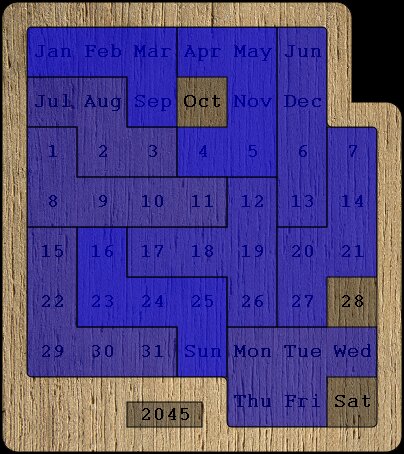 Jan Feb Mar Apr May Jun
Jul Aug Sep Oct Nov Dec
1 2 3 4 5 6 7
8 9 10 11 12 13 14
15 16 17 18 19 20 21
22 23 24 25 26 27 28
29 30 31 Sun Mon Tue Wed
Thu Fri Sat
2045